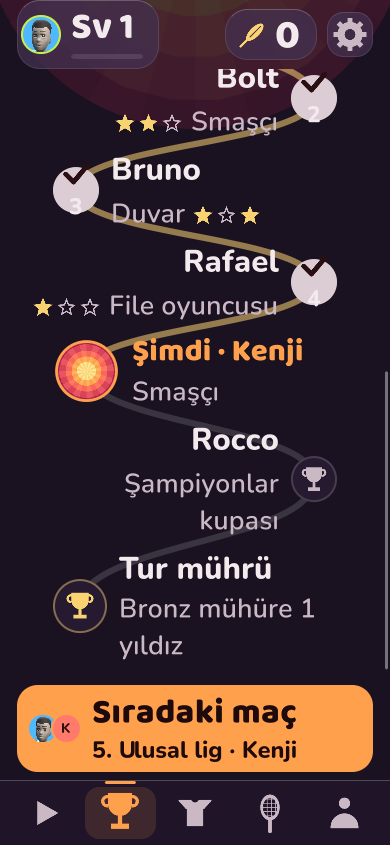 Sv 1
0
Bolt
2
Smaşçı
Bruno
3
Duvar
Rafael
4
File oyuncusu
Şimdi · Kenji
Smaşçı
Rocco
Şampiyonlar
kupası
Tur mührü
Bronz mühüre 1
yıldız
K
Sıradaki maç
5. Ulusal lig · Kenji